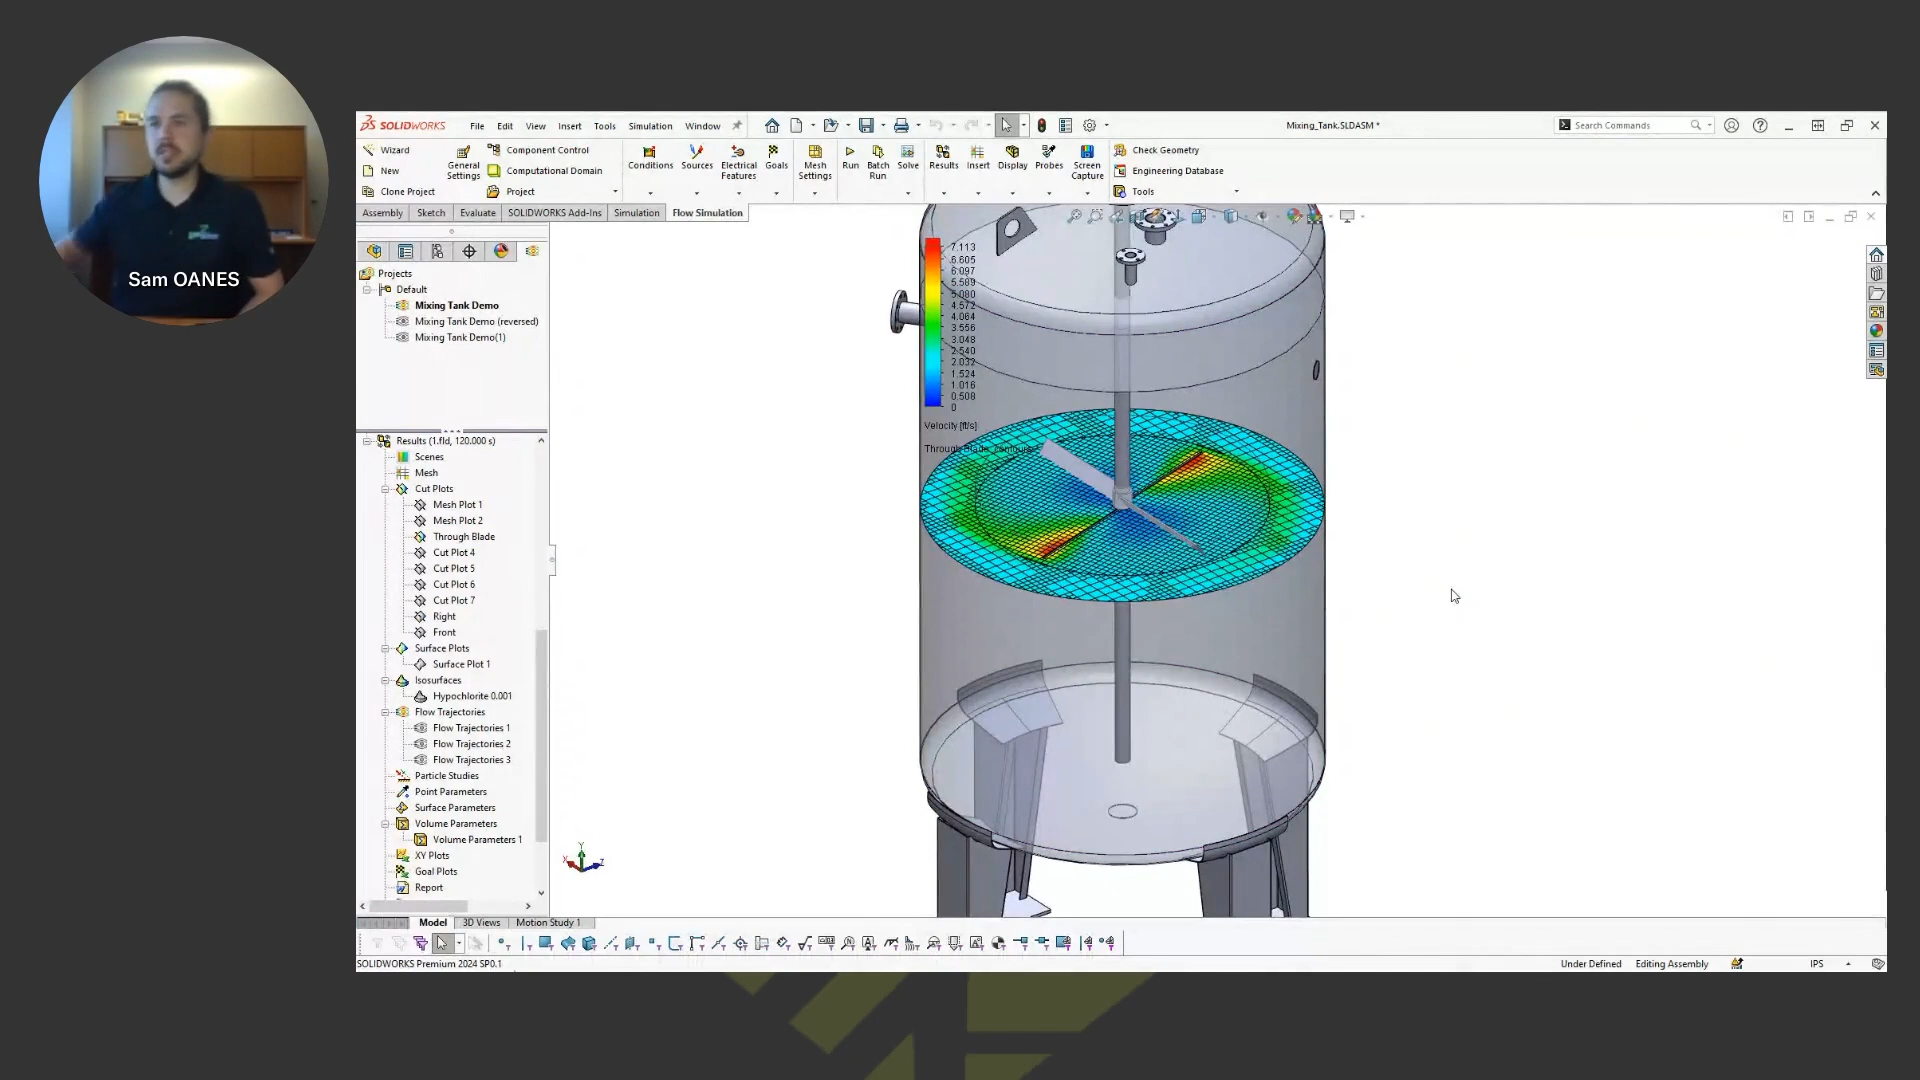 Sam OANES
SOLIDWORKS
File Edit View Insert Tools Simulation Window
Mixing_Tank.SLDASM *
Search Commands
Wizard
New
Clone Project
General Settings
Component Control
Computational Domain
Project
Conditions
Sources
Electrical Features
Goals
Mesh Settings
Run
Batch Run
Solve
Results
Insert
Display
Probes
Screen Capture
Check Geometry
Engineering Database
Tools
Assembly Sketch Evaluate SOLIDWORKS Add-Ins Simulation Flow Simulation
Projects
Default
Mixing Tank Demo
Mixing Tank Demo (reversed)
Mixing Tank Demo(1)
Results (1.fld, 120.000 s)
Scenes
Mesh
Cut Plots
Mesh Plot 1
Mesh Plot 2
Through Blade
Cut Plot 4
Cut Plot 5
Cut Plot 6
Cut Plot 7
Right
Front
Surface Plots
Surface Plot 1
Isosurfaces
Hypochlorite 0.001
Flow Trajectories
Flow Trajectories 1
Flow Trajectories 2
Flow Trajectories 3
Particle Studies
Point Parameters
Surface Parameters
Volume Parameters
Volume Parameters 1
XY Plots
Goal Plots
Report
7.113
6.605
6.097
5.589
5.080
4.572
4.064
3.556
3.048
2.540
2.032
1.524
1.016
0.508
0
Velocity [ft/s]
Through Blade: contours
Y
X
Z
Model 3D Views Motion Study 1
SOLIDWORKS Premium 2024 SP0.1
Under Defined Editing Assembly IPS